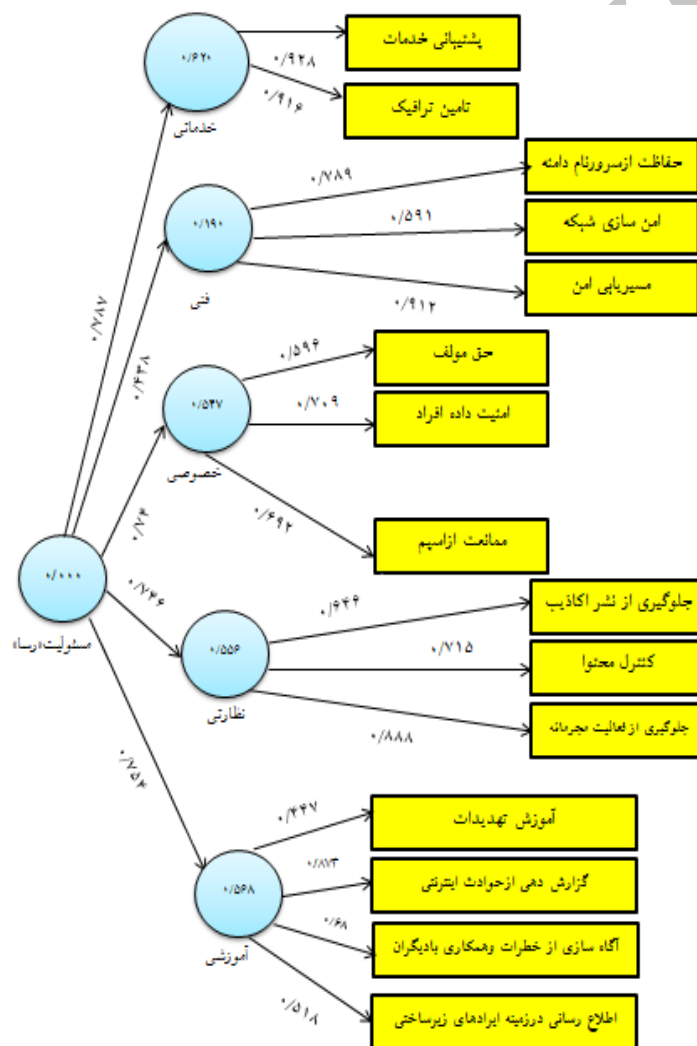 ۰/۶۲۰
خدماتی
۰/۹۲۸
پشتیبانی خدمات
۰/۹۱۶
تامین ترافیک
۰/۷۸۷
۰/۱۹۰
فنی
۰/۷۸۹
حفاظت ازسرورنام دامنه
۰/۵۹۱
امن سازی شبکه
۰/۹۱۲
مسیریابی امن
۰/۴۳۸
۰/۵۴۷
خصوصی
۰/۵۹۶
حق مولف
۰/۷۰۹
امنیت داده افراد
۰/۶۹۲
ممانعت ازاسپم
۰/۷۴
۰/۰۰۰
مسئولیت«رسا»
۰/۷۴۶
۰/۵۵۶
نظارتی
۰/۶۴۶
جلوگیری از نشر اکاذیب
۰/۷۱۵
کنترل محتوا
۰/۸۸۸
جلوگیری از فعالیت مجرمانه
۰/۷۵۴
۰/۵۶۸
آموزشی
۰/۴۴۷
آموزش تهدیدات
۰/۸۷۳
گزارش دهی ازحوادث اینترنتی
۰/۶۸
آگاه سازی از خطرات وهمکاری بادیگران
۰/۵۱۸
اطلاع رسانی درزمینه ایرادهای زیرساختی